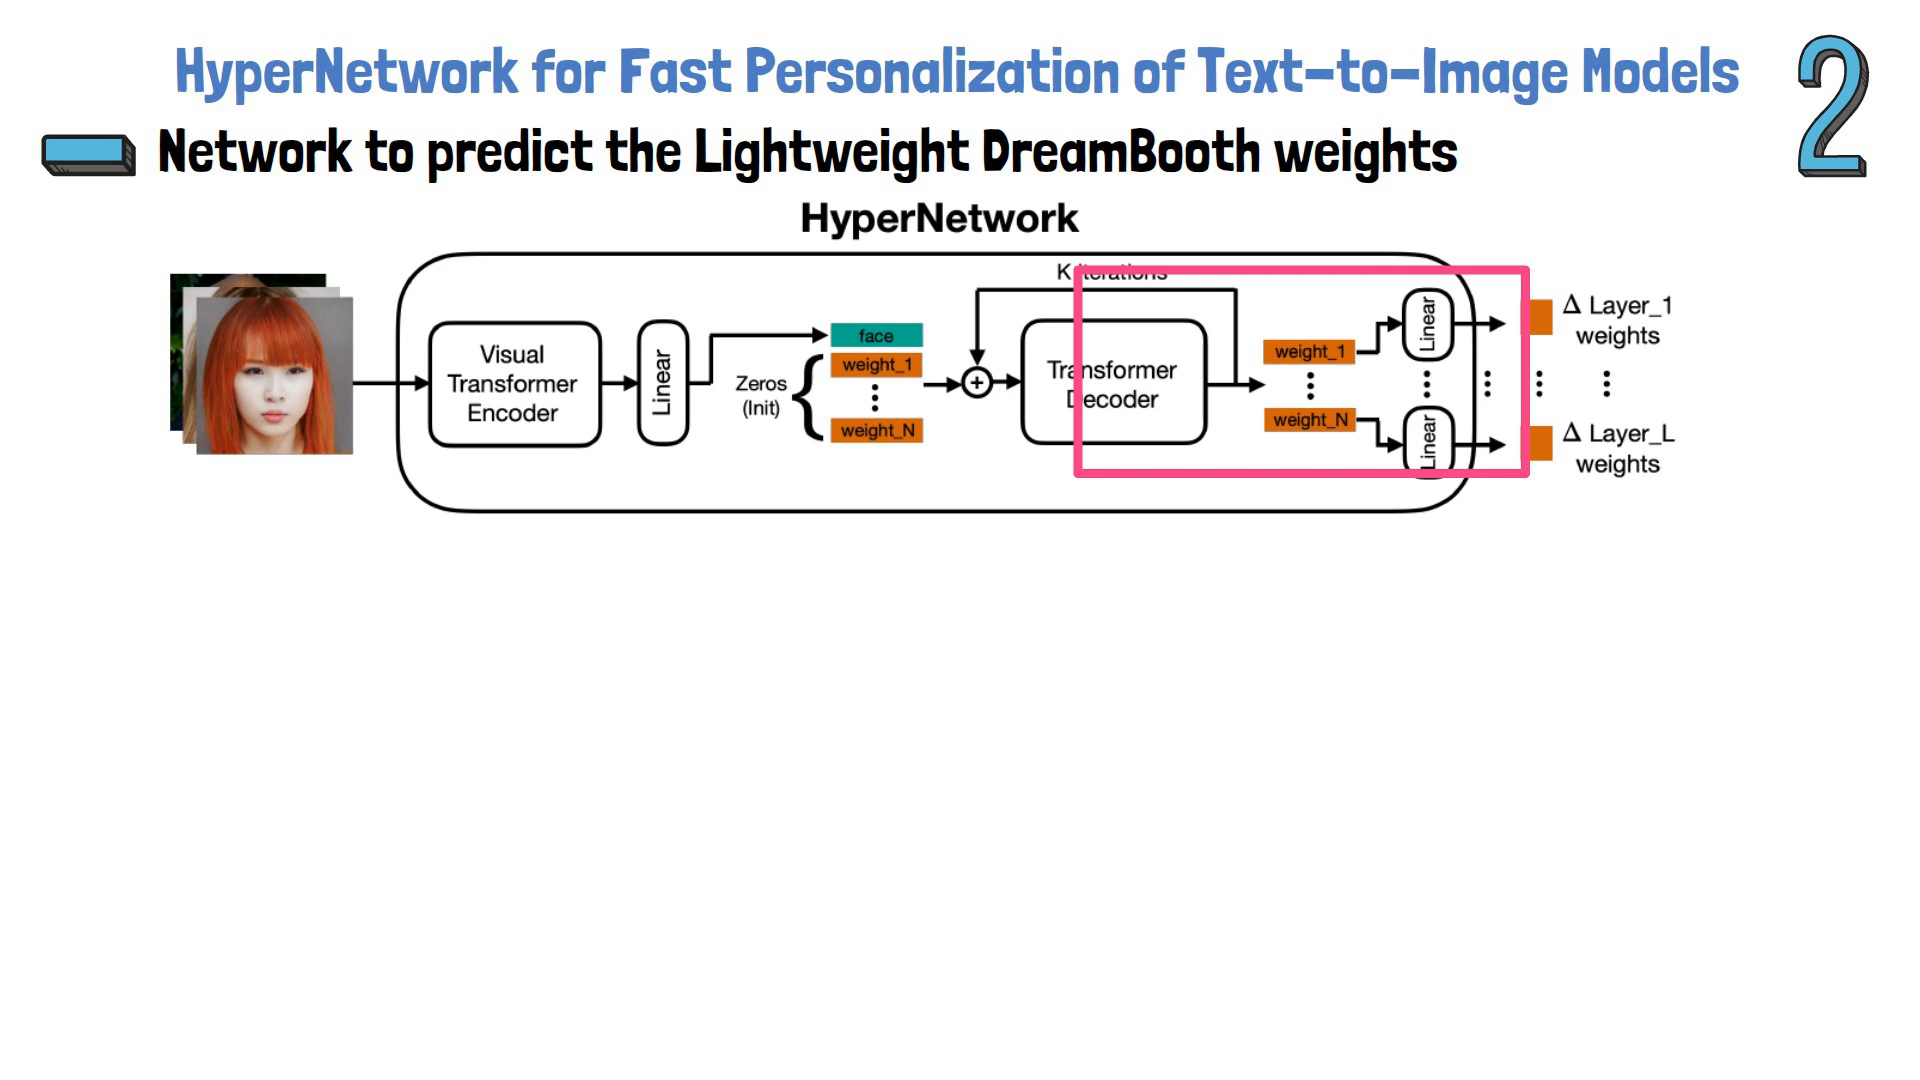 HyperNetwork for Fast Personalization of Text-to-Image Models
2
Network to predict the Lightweight DreamBooth weights
HyperNetwork
K iterations
Visual
Transformer
Encoder
Linear
Zeros
(Init)
face
weight_1
weight_N
+
Transformer
Decoder
weight_1
weight_N
Linear
Linear
Δ Layer_1
weights
Δ Layer_L
weights